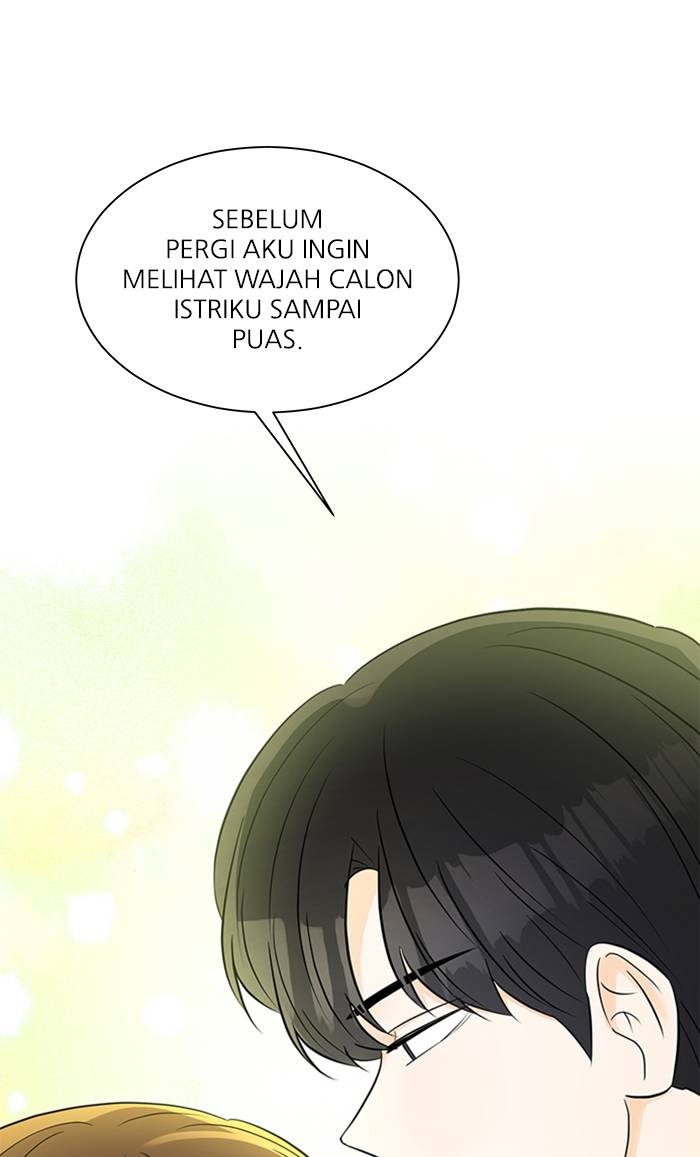 SEBELUM
PERGI AKU INGIN
MELIHAT WAJAH CALON
ISTRIKU SAMPAI
PUAS.